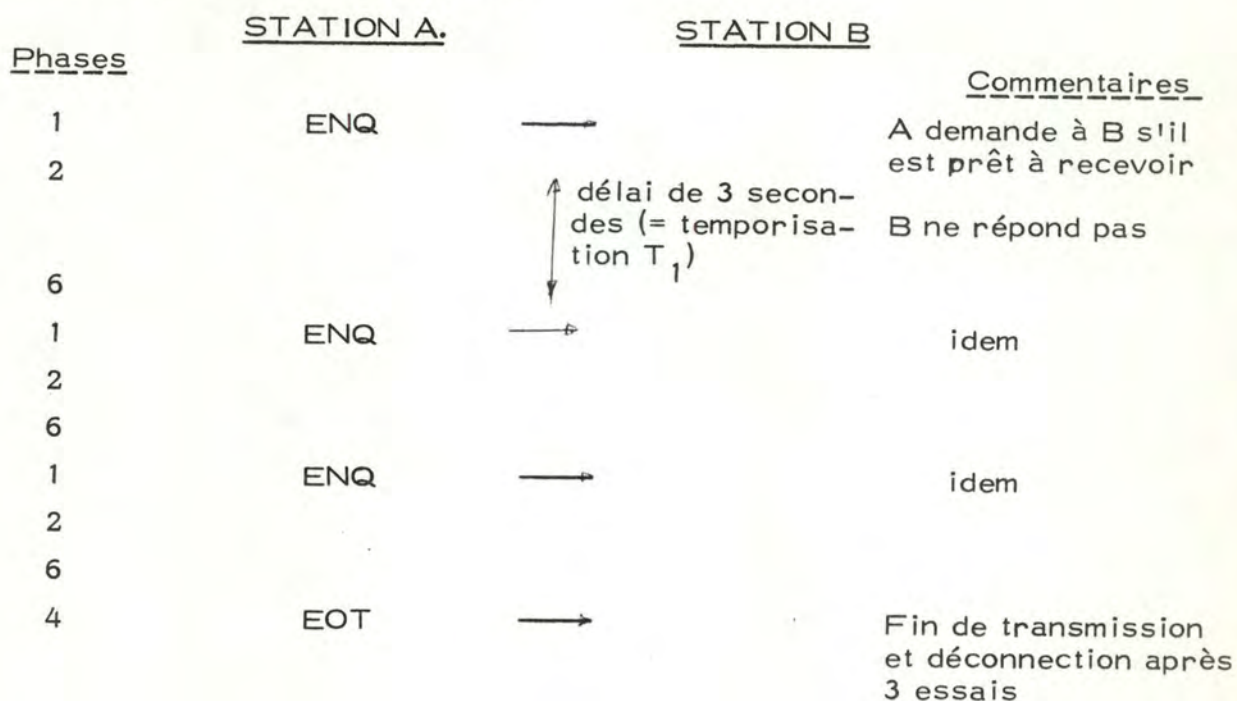 STATION A. STATION B
Phases
Commentaires
1 ENQ A demande à B s'il
est prêt à recevoir
2
délai de 3 secon-
des (= temporisa-
tion T1)
B ne répond pas
6
1 ENQ idem
2
6
1 ENQ idem
2
6
4 EOT Fin de transmission
et déconnection après
3 essais